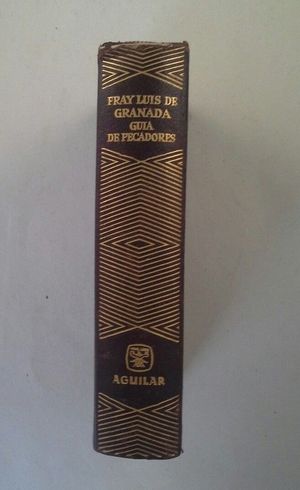 FRAY LUIS DE
GRANADA
GUIA
DE PECADORES
AGUILAR